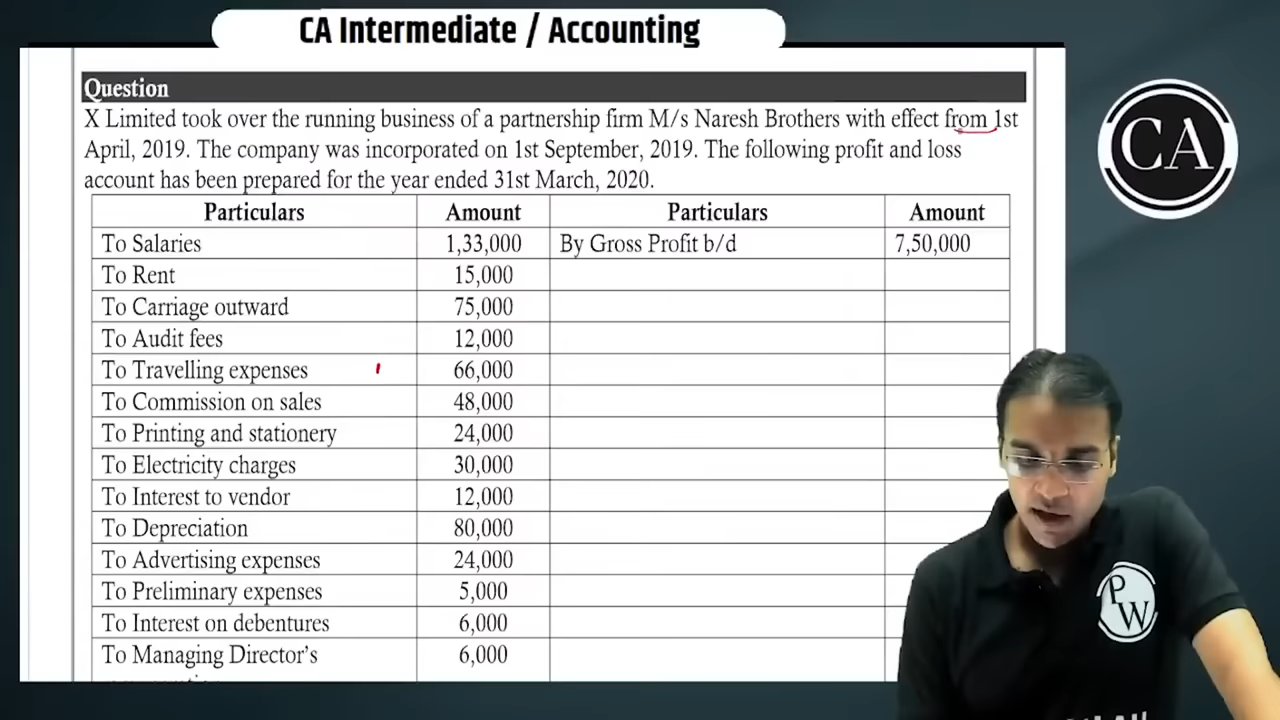 CA Intermediate / Accounting
Question
X Limited took over the running business of a partnership firm M/s Naresh Brothers with effect from 1st
April, 2019. The company was incorporated on 1st September, 2019. The following profit and loss
account has been prepared for the year ended 31st March, 2020.
Particulars Amount Particulars Amount
To Salaries 1,33,000 By Gross Profit b/d 7,50,000
To Rent 15,000
To Carriage outward 75,000
To Audit fees 12,000
To Travelling expenses 66,000
To Commission on sales 48,000
To Printing and stationery 24,000
To Electricity charges 30,000
To Interest to vendor 12,000
To Depreciation 80,000
To Advertising expenses 24,000
To Preliminary expenses 5,000
To Interest on debentures 6,000
To Managing Director's 6,000
CA
PW